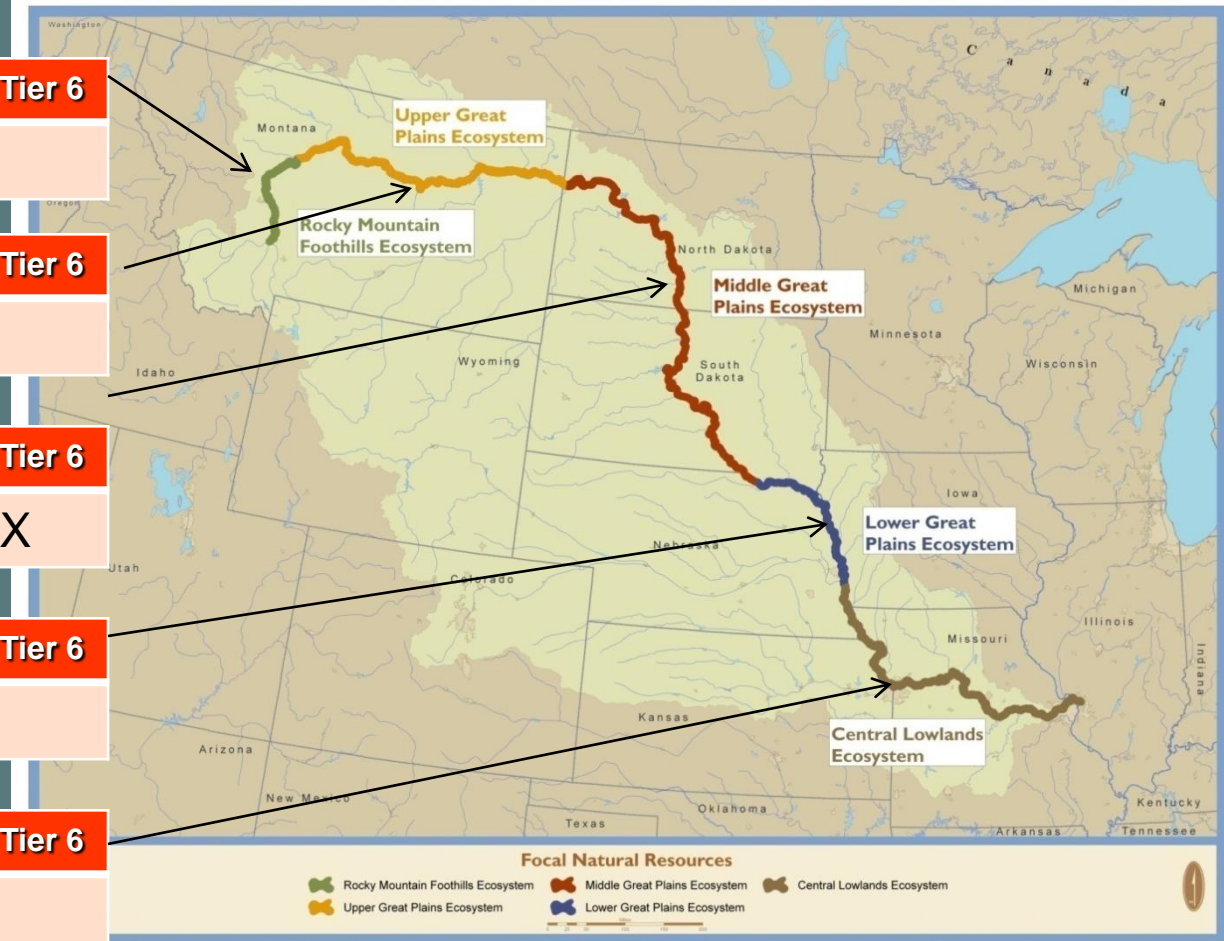 Washington
Canada
Tier 6
Montana
Upper Great
Plains Ecosystem
Oregon
Rocky Mountain
Foothills Ecosystem
Tier 6
North Dakota
Middle Great
Plains Ecosystem
Michigan
Minnesota
Wisconsin
Idaho
Wyoming
South
Dakota
Tier 6
X
Iowa
Lower Great
Plains Ecosystem
Nebraska
Utah
Colorado
Tier 6
Missouri
Illinois
Indiana
Kansas
Central Lowlands
Ecosystem
Arizona
New Mexico
Oklahoma
Texas
Kentucky
Arkansas
Tennessee
Tier 6
Focal Natural Resources
Rocky Mountain Foothills Ecosystem
Middle Great Plains Ecosystem
Central Lowlands Ecosystem
Upper Great Plains Ecosystem
Lower Great Plains Ecosystem